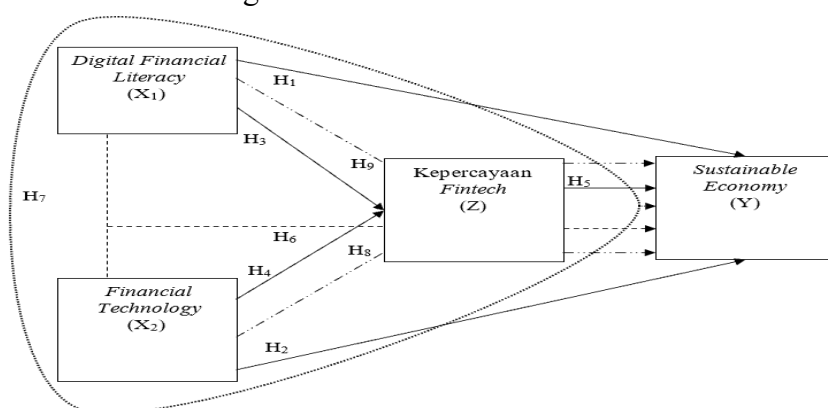 Digital Financial
Literacy
(X₁)
H₁
H₃
H₉
Kepercayaan
Fintech
(Z)
H₅
Sustainable
Economy
(Y)
H₇
H₆
H₈
H₄
Financial
Technology
(X₂)
H₂